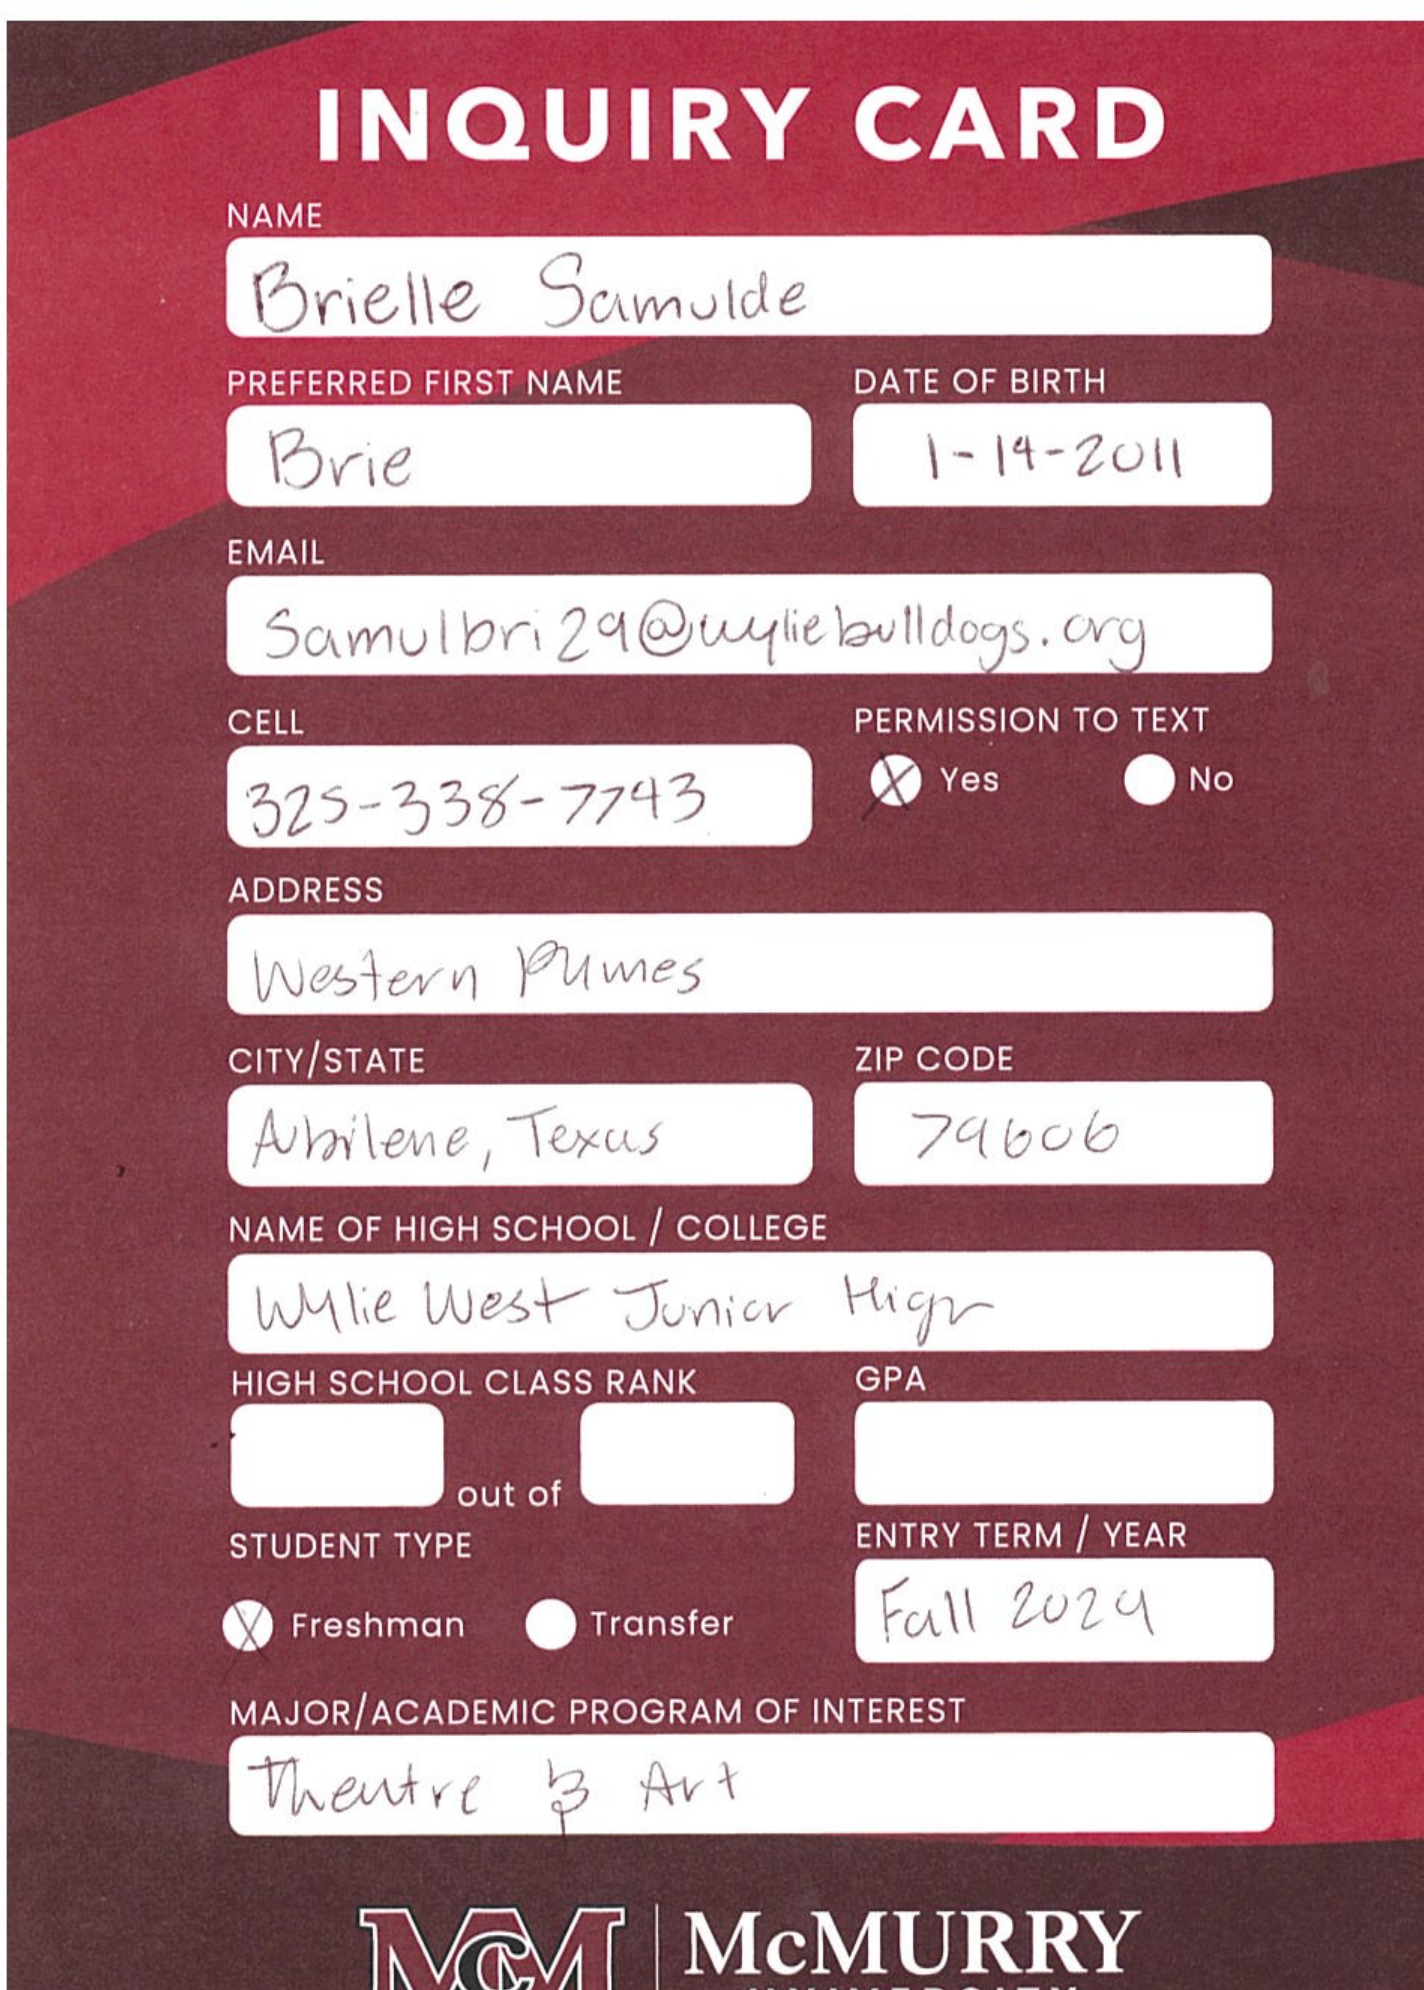 INQUIRY CARD
NAME
Brielle Samulde
PREFERRED FIRST NAME DATE OF BIRTH
Brie 1-14-2011
EMAIL
Samulbri29@wyliebulldogs.org
CELL PERMISSION TO TEXT
325-338-7743 Yes No
ADDRESS
Western
CITY/STATE ZIP CODE
Abilene, Texas 79606
NAME OF HIGH SCHOOL / COLLEGE
Wylie West Junior High
HIGH SCHOOL CLASS RANK GPA
out of
STUDENT TYPE ENTRY TERM / YEAR
Freshman Transfer Fall 2029
MAJOR/ACADEMIC PROGRAM OF INTEREST
Theatre & Art
McM McMURRY